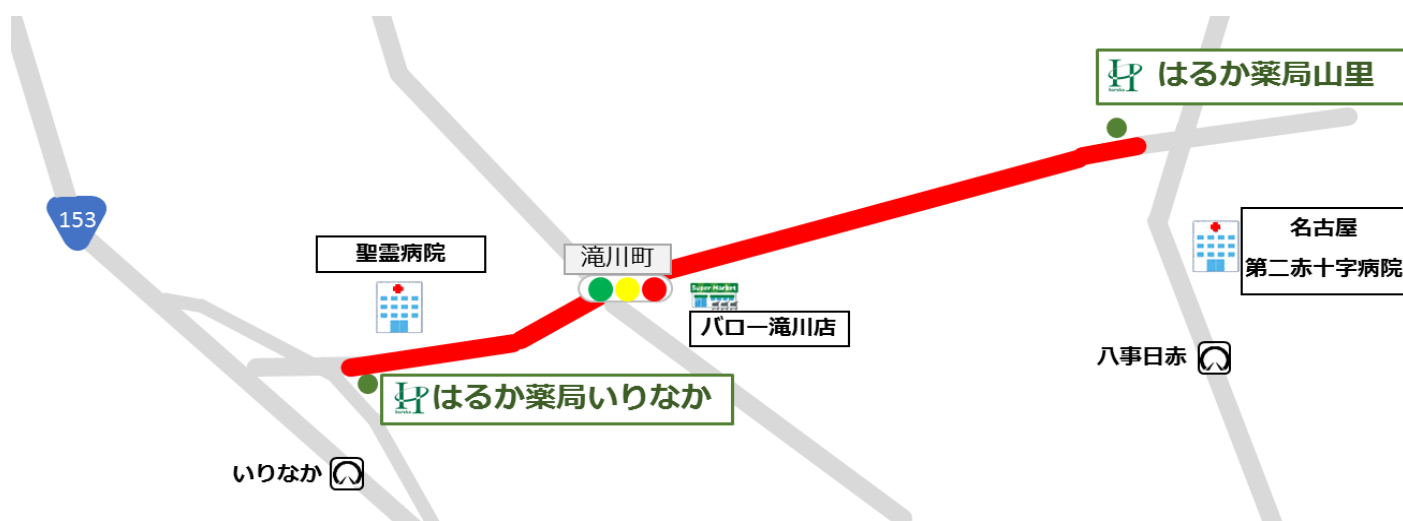 はるか薬局山里
153
名古屋
第二赤十字病院
聖霊病院
滝川町
Super Market
バロー滝川店
八事日赤
はるか薬局いりなか
いりなか